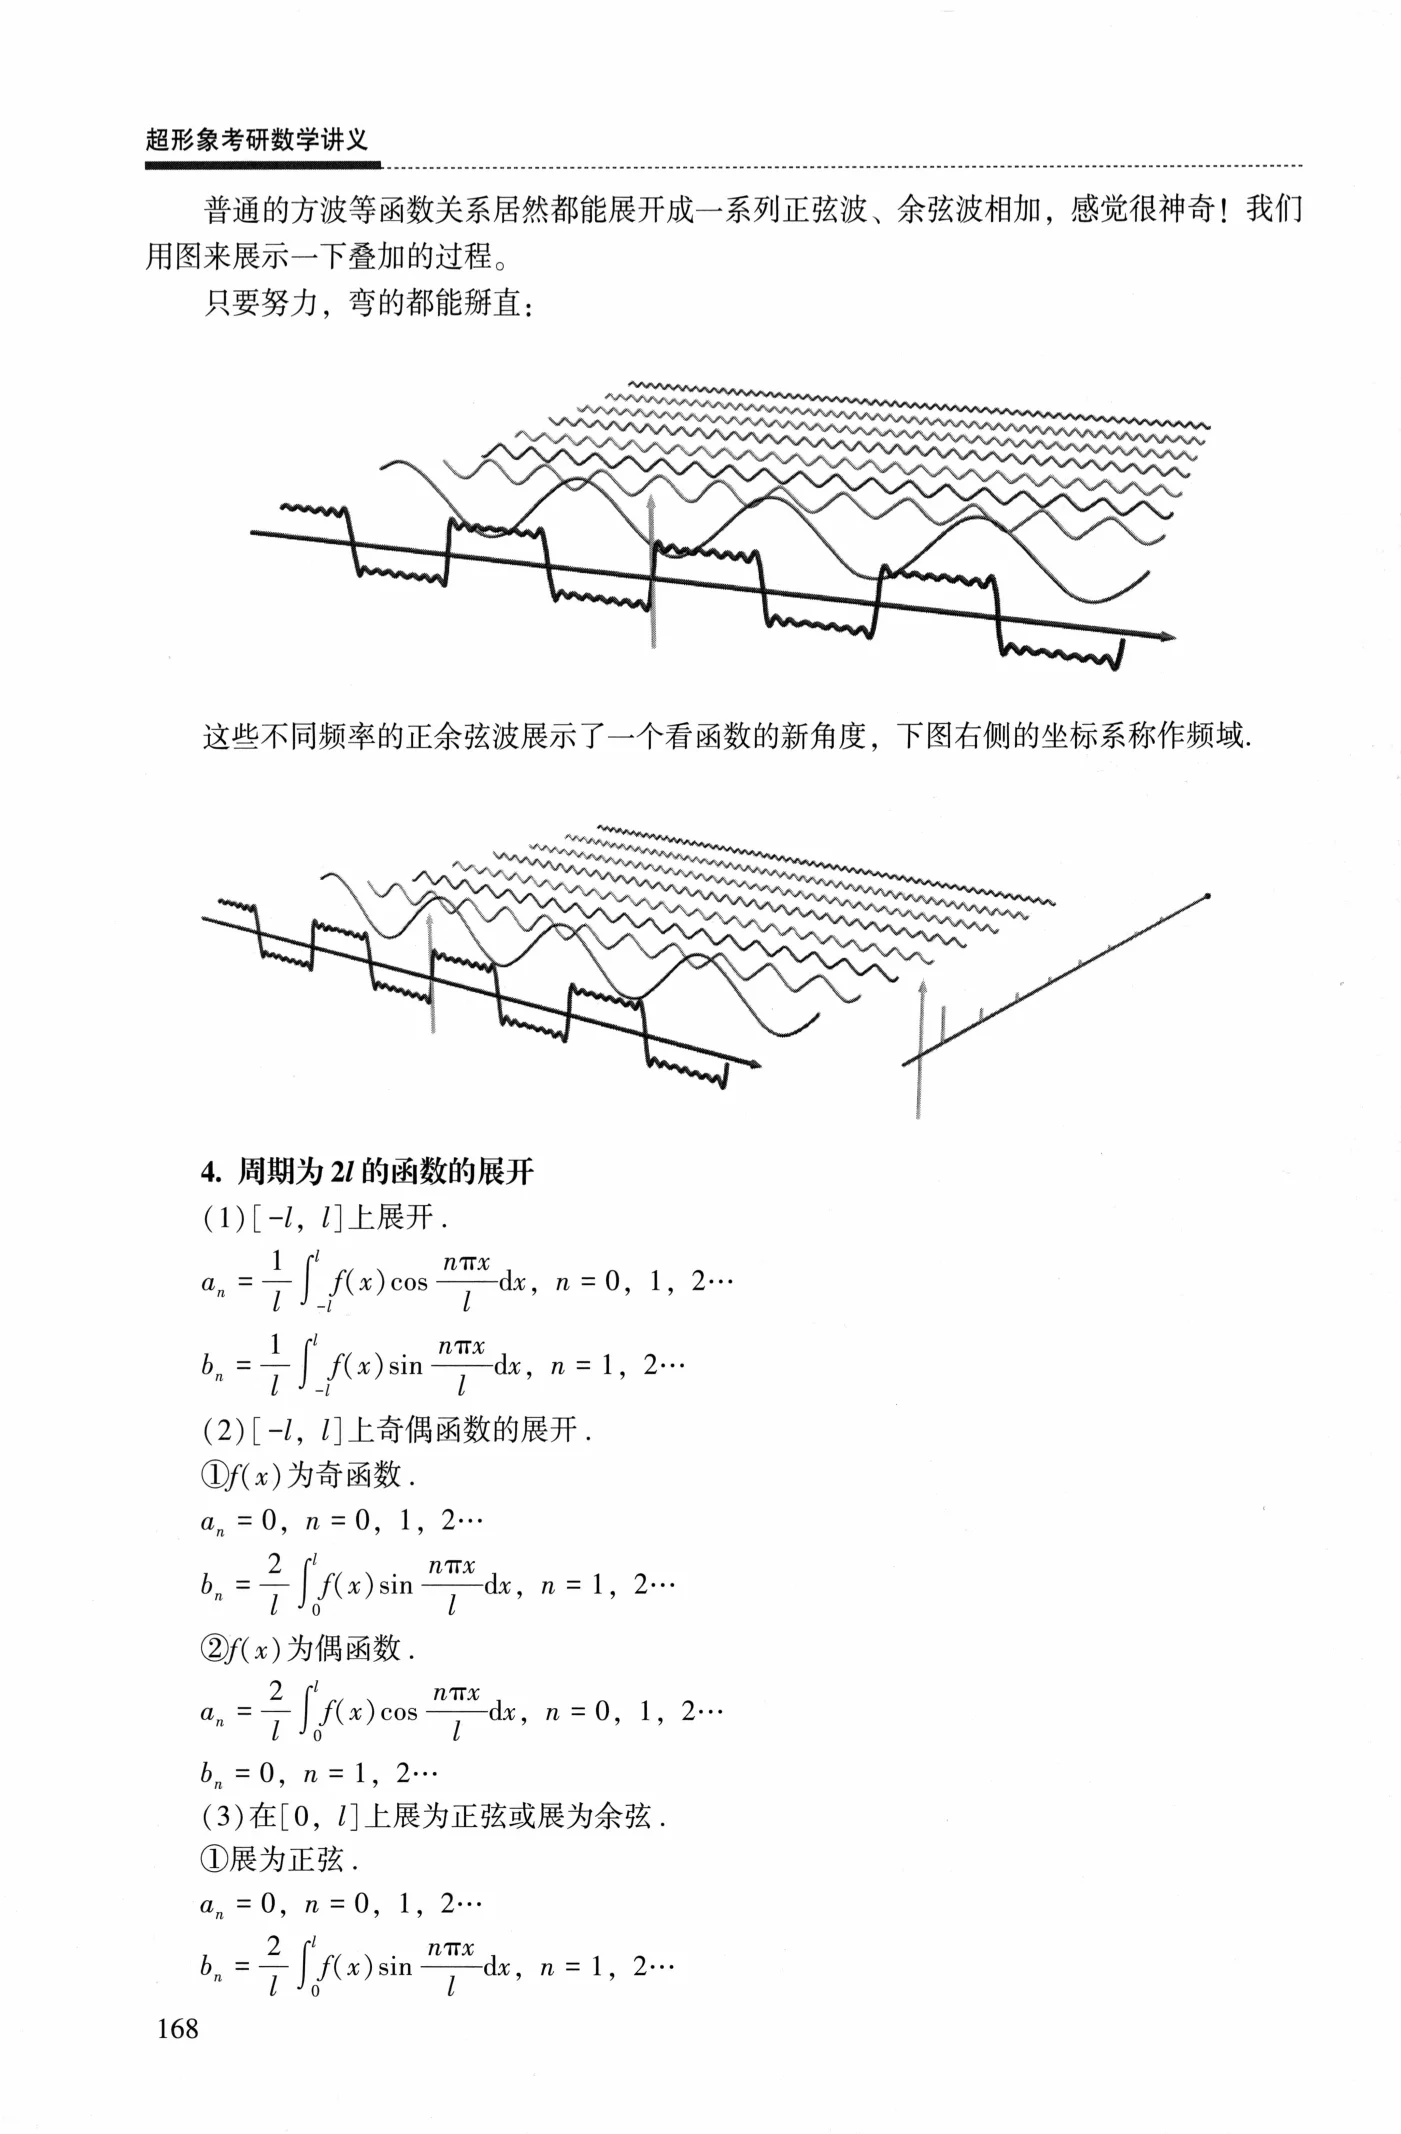 超形象考研数学讲义
普通的方波等函数关系居然都能展开成一系列正弦波、余弦波相加，感觉很神奇！我们
用图来展示一下叠加的过程。
只要努力，弯的都能掰直：
这些不同频率的正余弦波展示了一个看函数的新角度，下图右侧的坐标系称作频域.
4. 周期为 2l 的函数的展开
(1)[-l, l]上展开.
a_n = \frac{1}{l}\int_{-l}^{l} f(x)\cos\frac{n\pi x}{l}dx, n = 0, 1, 2…
b_n = \frac{1}{l}\int_{-l}^{l} f(x)\sin\frac{n\pi x}{l}dx, n = 1, 2…
(2)[-l, l]上奇偶函数的展开.
①f(x)为奇函数.
a_n = 0, n = 0, 1, 2…
b_n = \frac{2}{l}\int_{0}^{l} f(x)\sin\frac{n\pi x}{l}dx, n = 1, 2…
②f(x)为偶函数.
a_n = \frac{2}{l}\int_{0}^{l} f(x)\cos\frac{n\pi x}{l}dx, n = 0, 1, 2…
b_n = 0, n = 1, 2…
(3)在[0, l]上展为正弦或展为余弦.
①展为正弦.
a_n = 0, n = 0, 1, 2…
b_n = \frac{2}{l}\int_{0}^{l} f(x)\sin\frac{n\pi x}{l}dx, n = 1, 2…
168